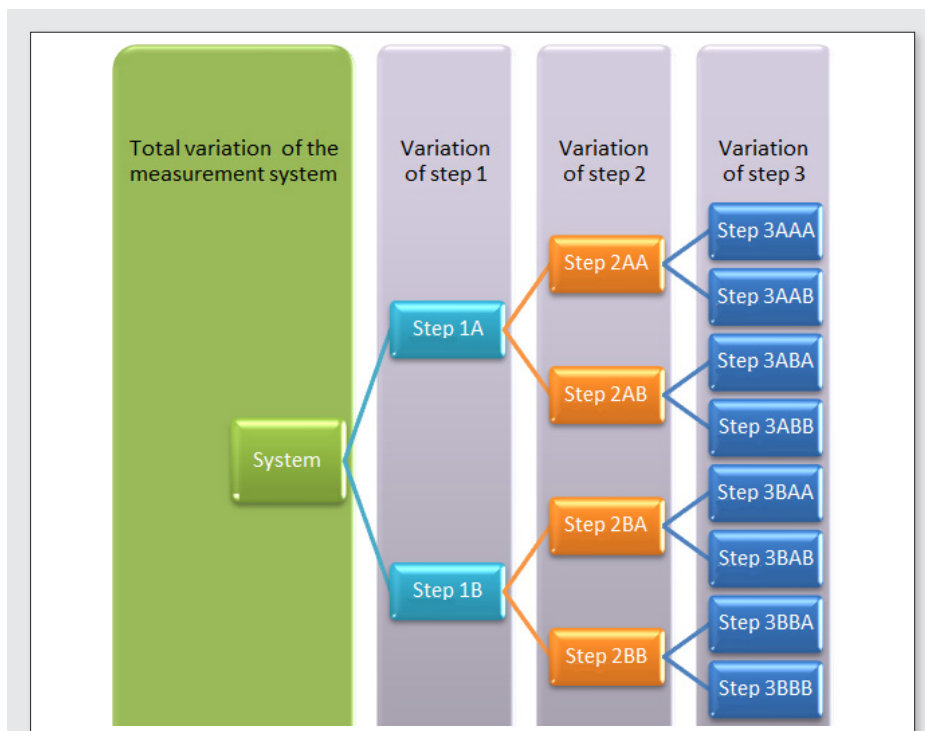 Total variation of the
measurement system
Variation
of step 1
Variation
of step 2
Variation
of step 3
System
Step 1A
Step 1B
Step 2AA
Step 2AB
Step 2BA
Step 2BB
Step 3AAA
Step 3AAB
Step 3ABA
Step 3ABB
Step 3BAA
Step 3BAB
Step 3BBA
Step 3BBB